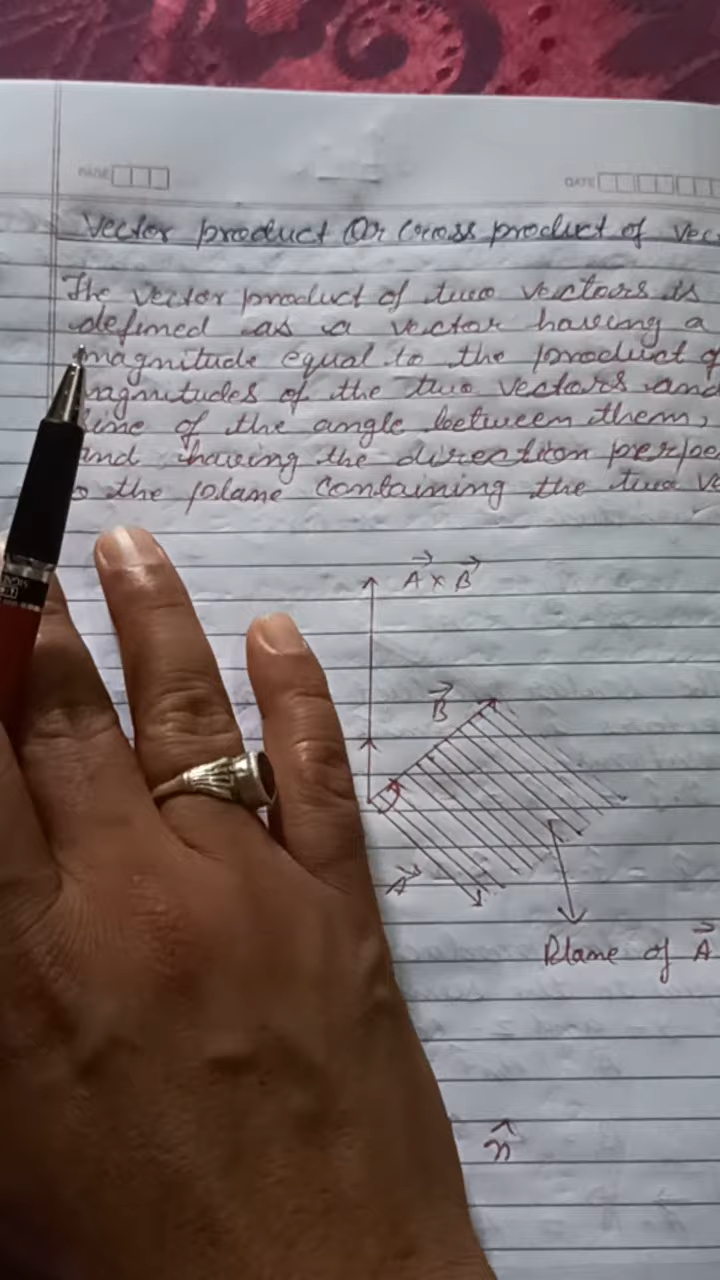 PAGE
DATE
Vector product Or Cross product of Vec
The vector product of two vectors is
defined as a vector having a
magnitude equal to the product of
magnitudes of the two vectors and
sine of the angle between them,
and having the direction perpe
o the plane containing the two ve
A⃗ × B⃗
B⃗
A⃗
Plane of A⃗
n̂